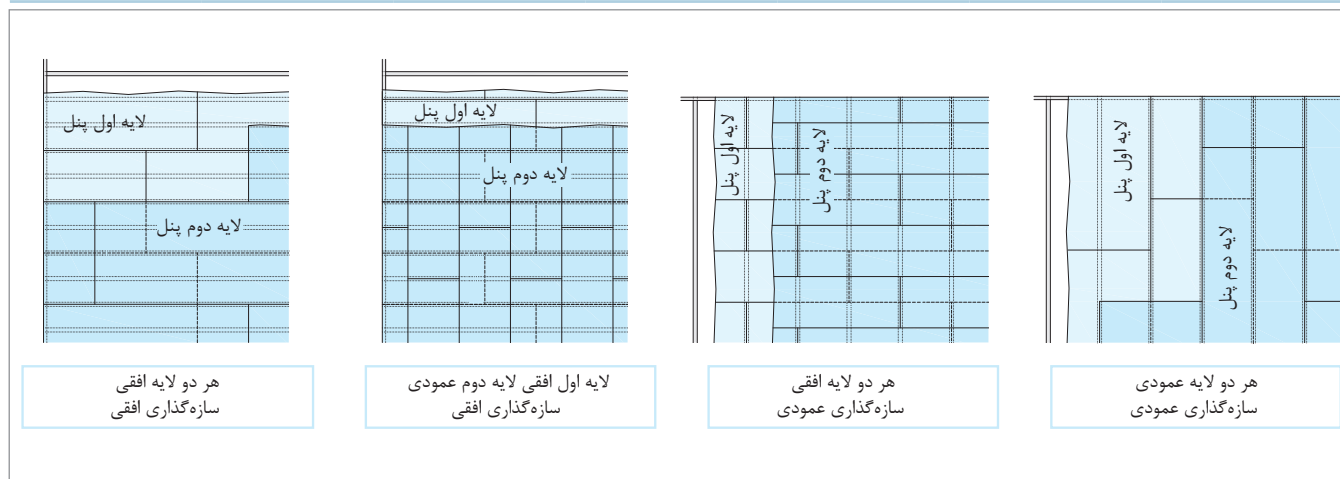 لایه اول پنل
لایه دوم پنل
هر دو لایه عمودی
سازه‌گذاری عمودی
لایه اول پنل
لایه دوم پنل
هر دو لایه افقی
سازه‌گذاری عمودی
لایه اول پنل
لایه دوم پنل
لایه اول افقی لایه دوم عمودی
سازه‌گذاری افقی
لایه اول پنل
لایه دوم پنل
هر دو لایه افقی
سازه‌گذاری افقی